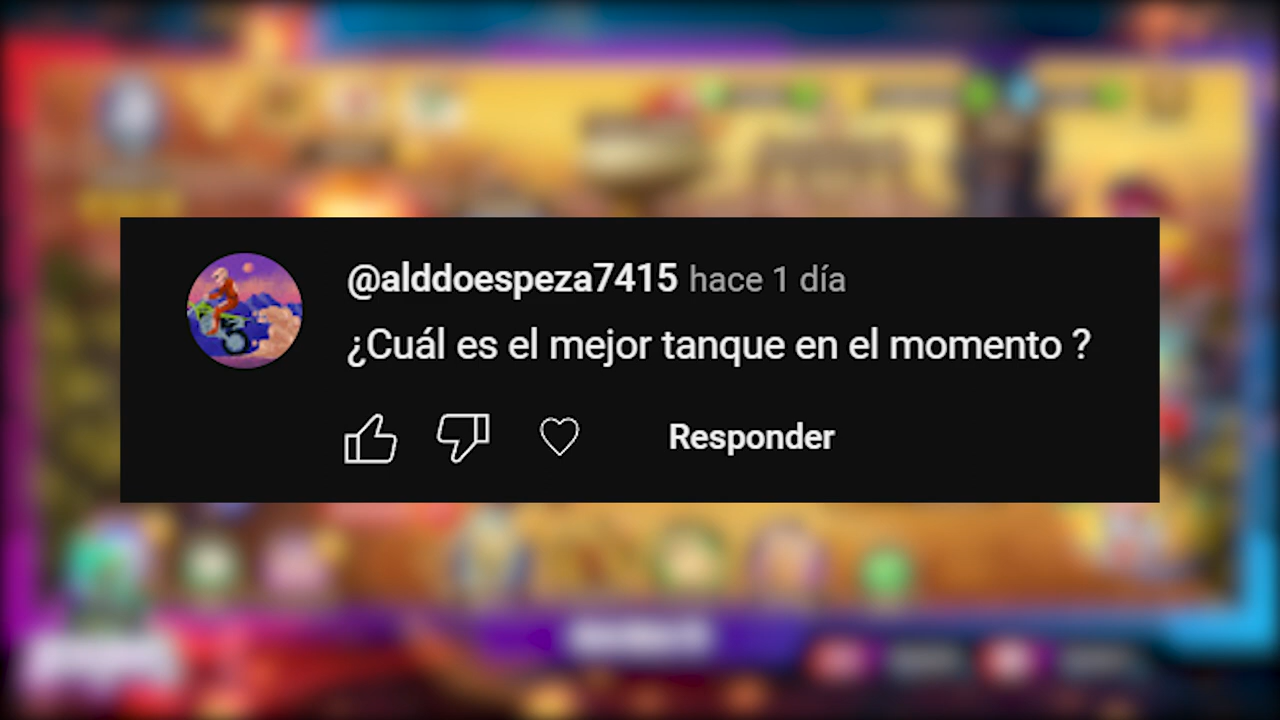 @alddoespeza7415 hace 1 día
¿Cuál es el mejor tanque en el momento ?
Responder